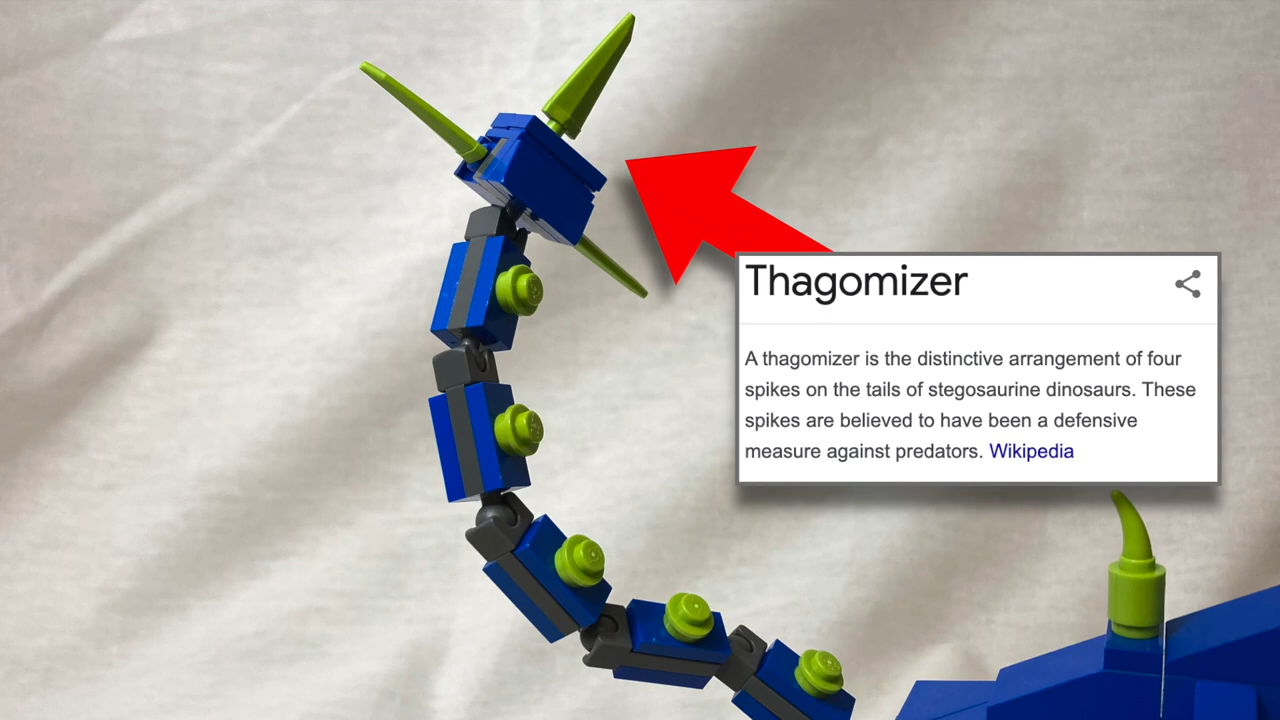 Thagomizer
A thagomizer is the distinctive arrangement of four
spikes on the tails of stegosaurine dinosaurs. These
spikes are believed to have been a defensive
measure against predators. Wikipedia